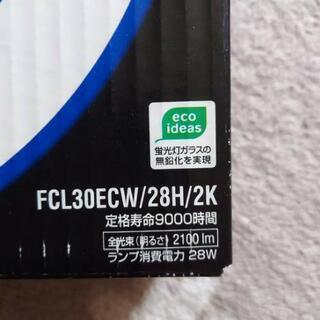 eco
ideas
蛍光灯ガラスの
無鉛化を実現
FCL30ECW/28H/2K
定格寿命9000時間
全光束(明るさ) 2100 lm
ランプ消費電力 28W